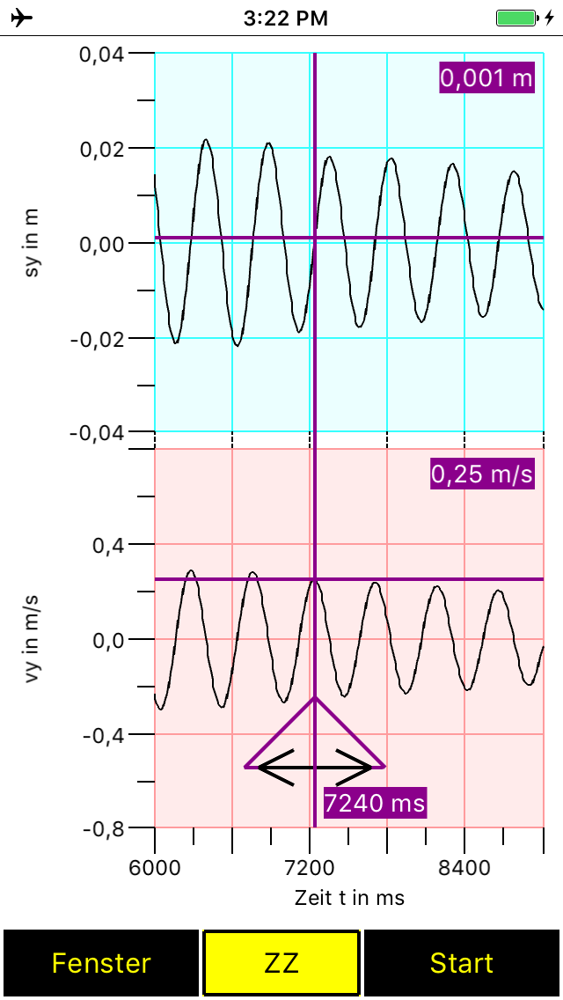 3:22 PM
0,04
0,001 m
0,02
sy in m
0,00
-0,02
-0,04
0,25 m/s
0,4
vy in m/s
0,0
-0,4
7240 ms
-0,8
6000 7200 8400
Zeit t in ms
Fenster ZZ Start